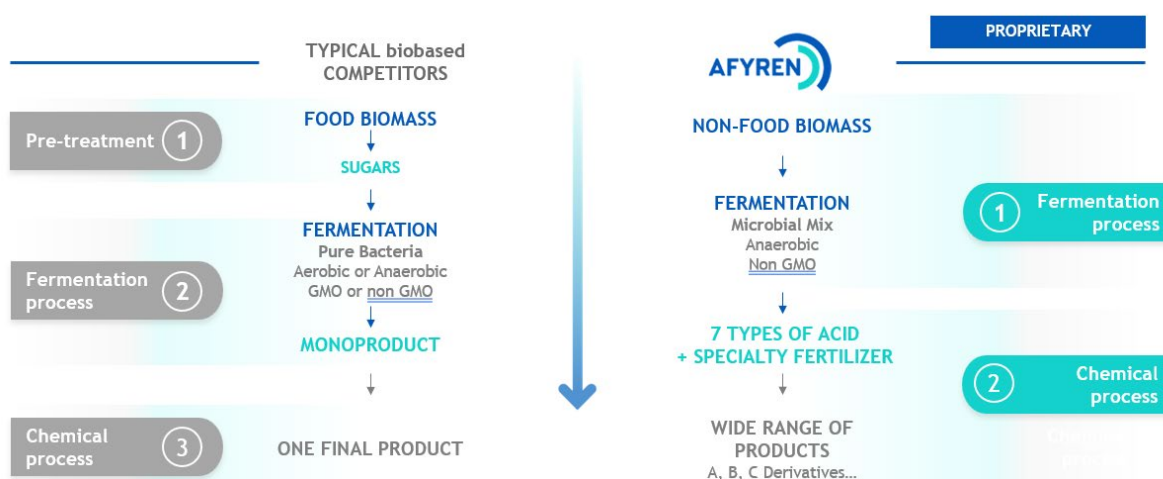 PROPRIETARY
TYPICAL biobased
COMPETITORS
AFYREN
Pre-treatment 1
FOOD BIOMASS
SUGARS
FERMENTATION
Pure Bacteria
Aerobic or Anaerobic
GMO or non GMO
Fermentation
process 2
MONOPRODUCT
Chemical
process 3
ONE FINAL PRODUCT
NON-FOOD BIOMASS
FERMENTATION
Microbial Mix
Anaerobic
Non GMO
1 Fermentation
process
7 TYPES OF ACID
+ SPECIALTY FERTILIZER
2 Chemical
process
WIDE RANGE OF
PRODUCTS
A, B, C Derivatives...